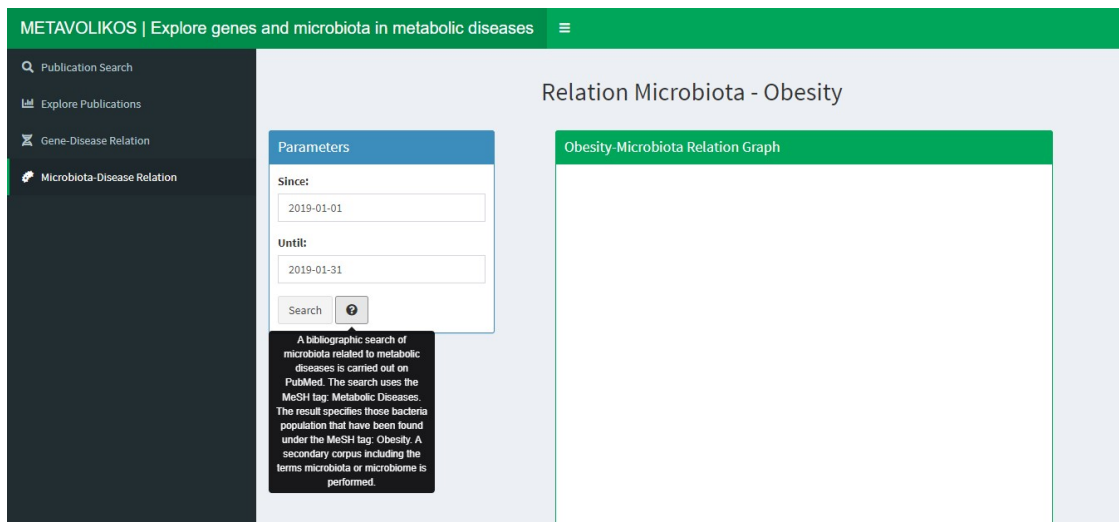 METAVOLIKOS | Explore genes and microbiota in metabolic diseases
Publication Search
Explore Publications
Gene-Disease Relation
Microbiota-Disease Relation
Relation Microbiota - Obesity
Parameters
Since:
2019-01-01
Until:
2019-01-31
Search
A bibliographic search of
microbiota related to metabolic
diseases is carried out on
PubMed. The search uses the
MeSH tag: Metabolic Diseases.
The result specifies those bacteria
population that have been found
under the MeSH tag: Obesity. A
secondary corpus including the
terms microbiota or microbiome is
performed.
Obesity-Microbiota Relation Graph